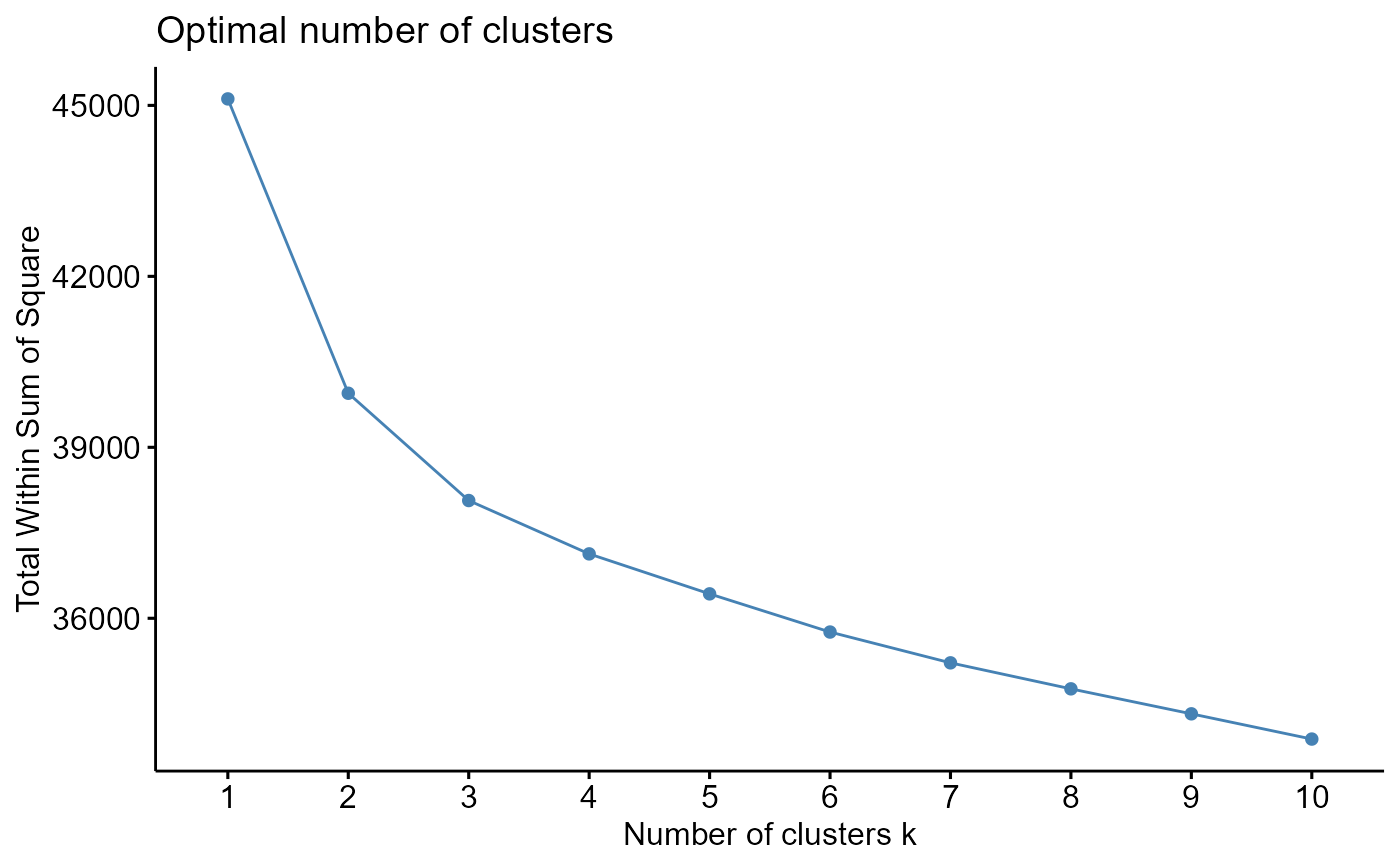 Optimal number of clusters
Total Within Sum of Square
45000
42000
39000
36000
1 2 3 4 5 6 7 8 9 10
Number of clusters k